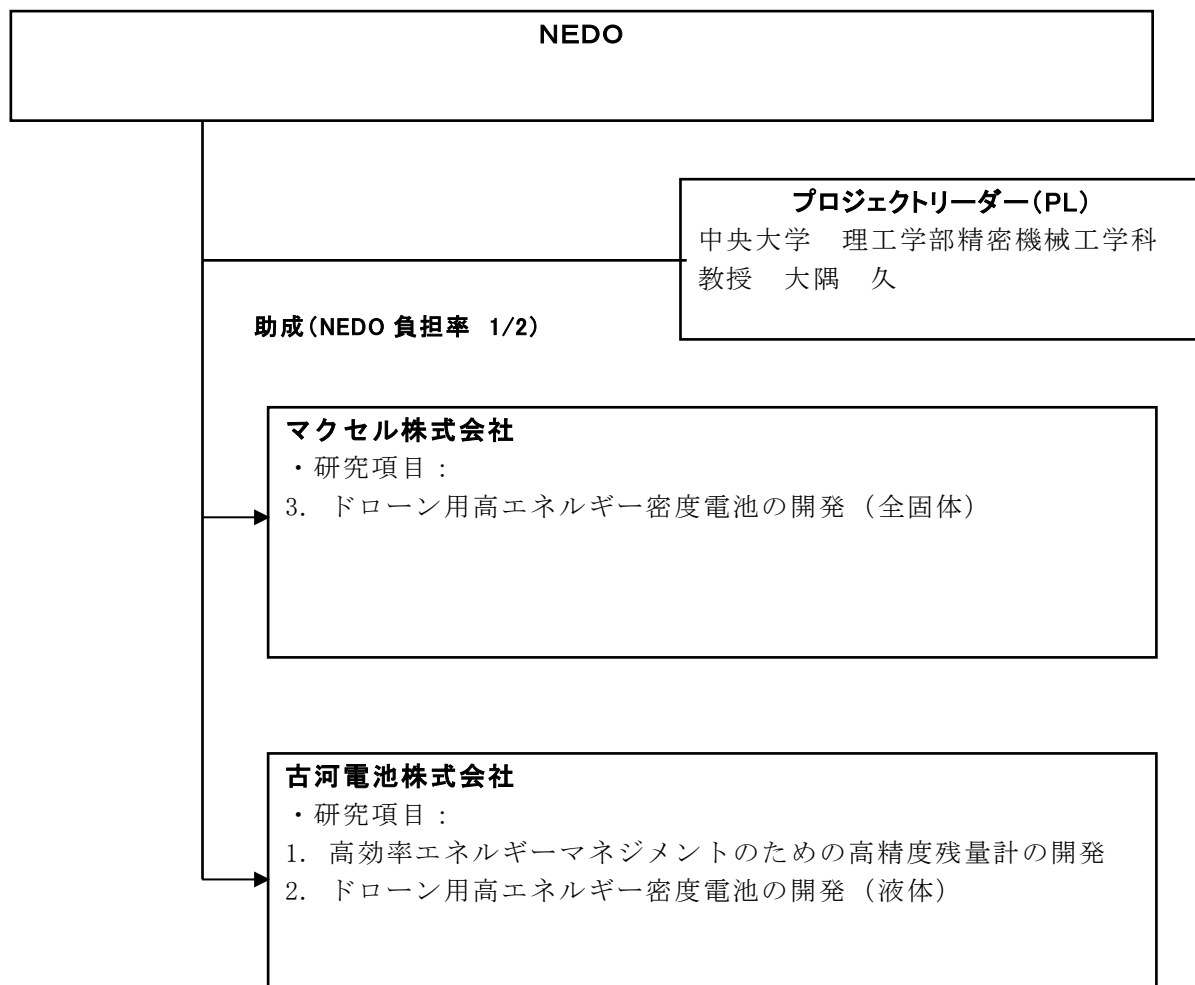 NEDO
プロジェクトリーダー(PL)
中央大学　理工学部精密機械工学科
教授　大隅　久
助成(NEDO 負担率　1/2)
マクセル株式会社
・研究項目：
3. ドローン用高エネルギー密度電池の開発（全固体）
古河電池株式会社
・研究項目：
1. 高効率エネルギーマネジメントのための高精度残量計の開発
2. ドローン用高エネルギー密度電池の開発（液体）